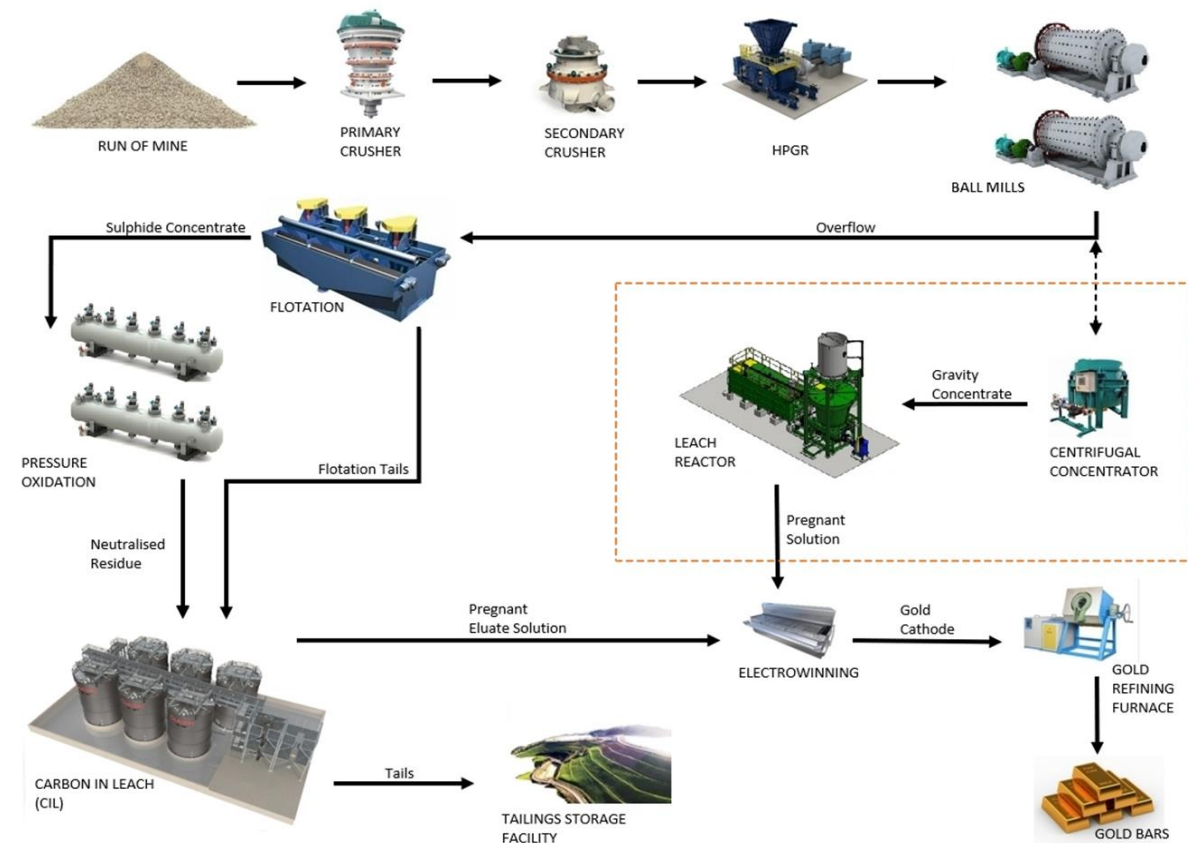 RUN OF MINE
PRIMARY
CRUSHER
SECONDARY
CRUSHER
HPGR
BALL MILLS
Sulphide Concentrate
Overflow
FLOTATION
Gravity
Concentrate
LEACH
REACTOR
CENTRIFUGAL
CONCENTRATOR
PRESSURE
OXIDATION
Flotation Tails
Pregnant
Solution
Neutralised
Residue
Pregnant
Eluate Solution
Gold
Cathode
ELECTROWINNING
GOLD
REFINING
FURNACE
CARBON IN LEACH
(CIL)
Tails
TAILINGS STORAGE
FACILITY
GOLD BARS